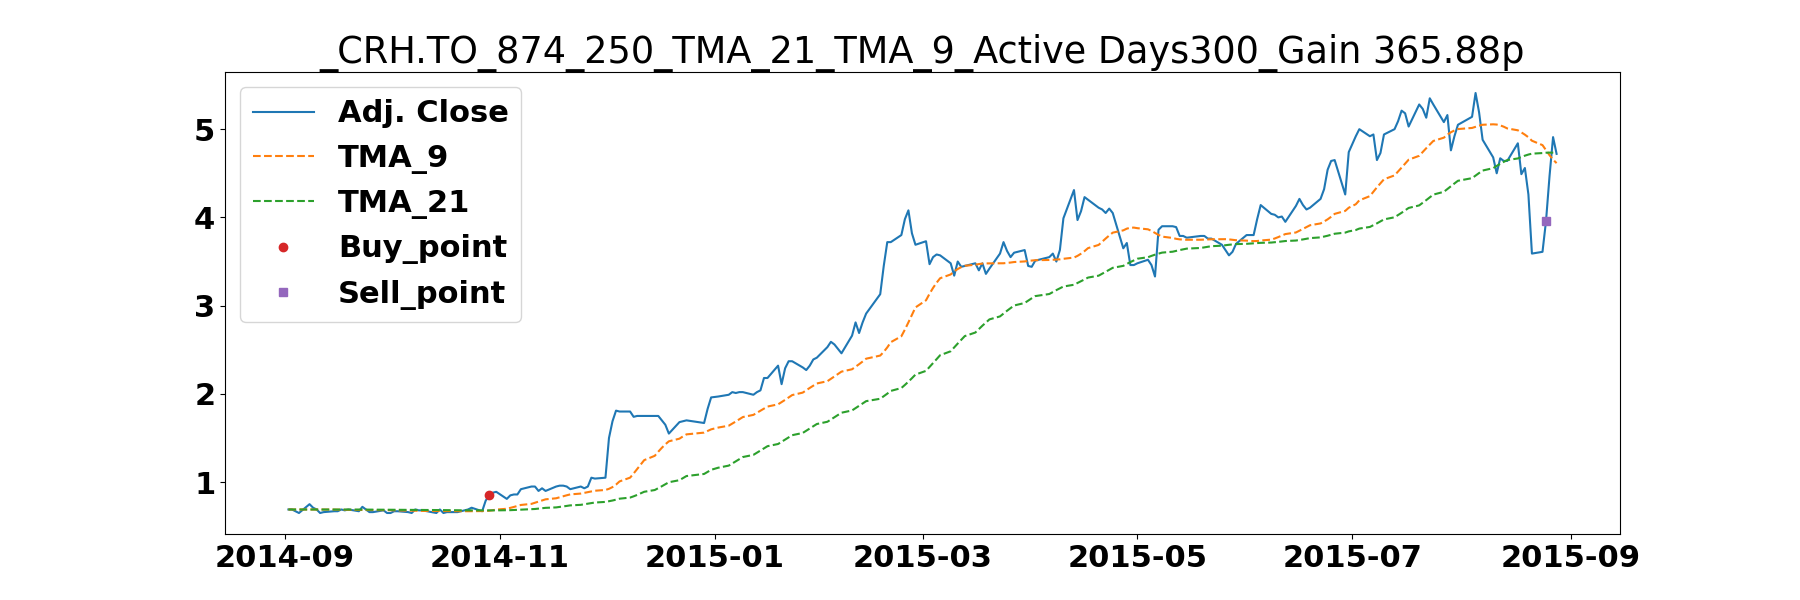 _CRH.TO_874_250_TMA_21_TMA_9_Active Days300_Gain 365.88p
Adj. Close
TMA_9
TMA_21
Buy_point
Sell_point
5
4
3
2
1
2014-09 2014-11 2015-01 2015-03 2015-05 2015-07 2015-09